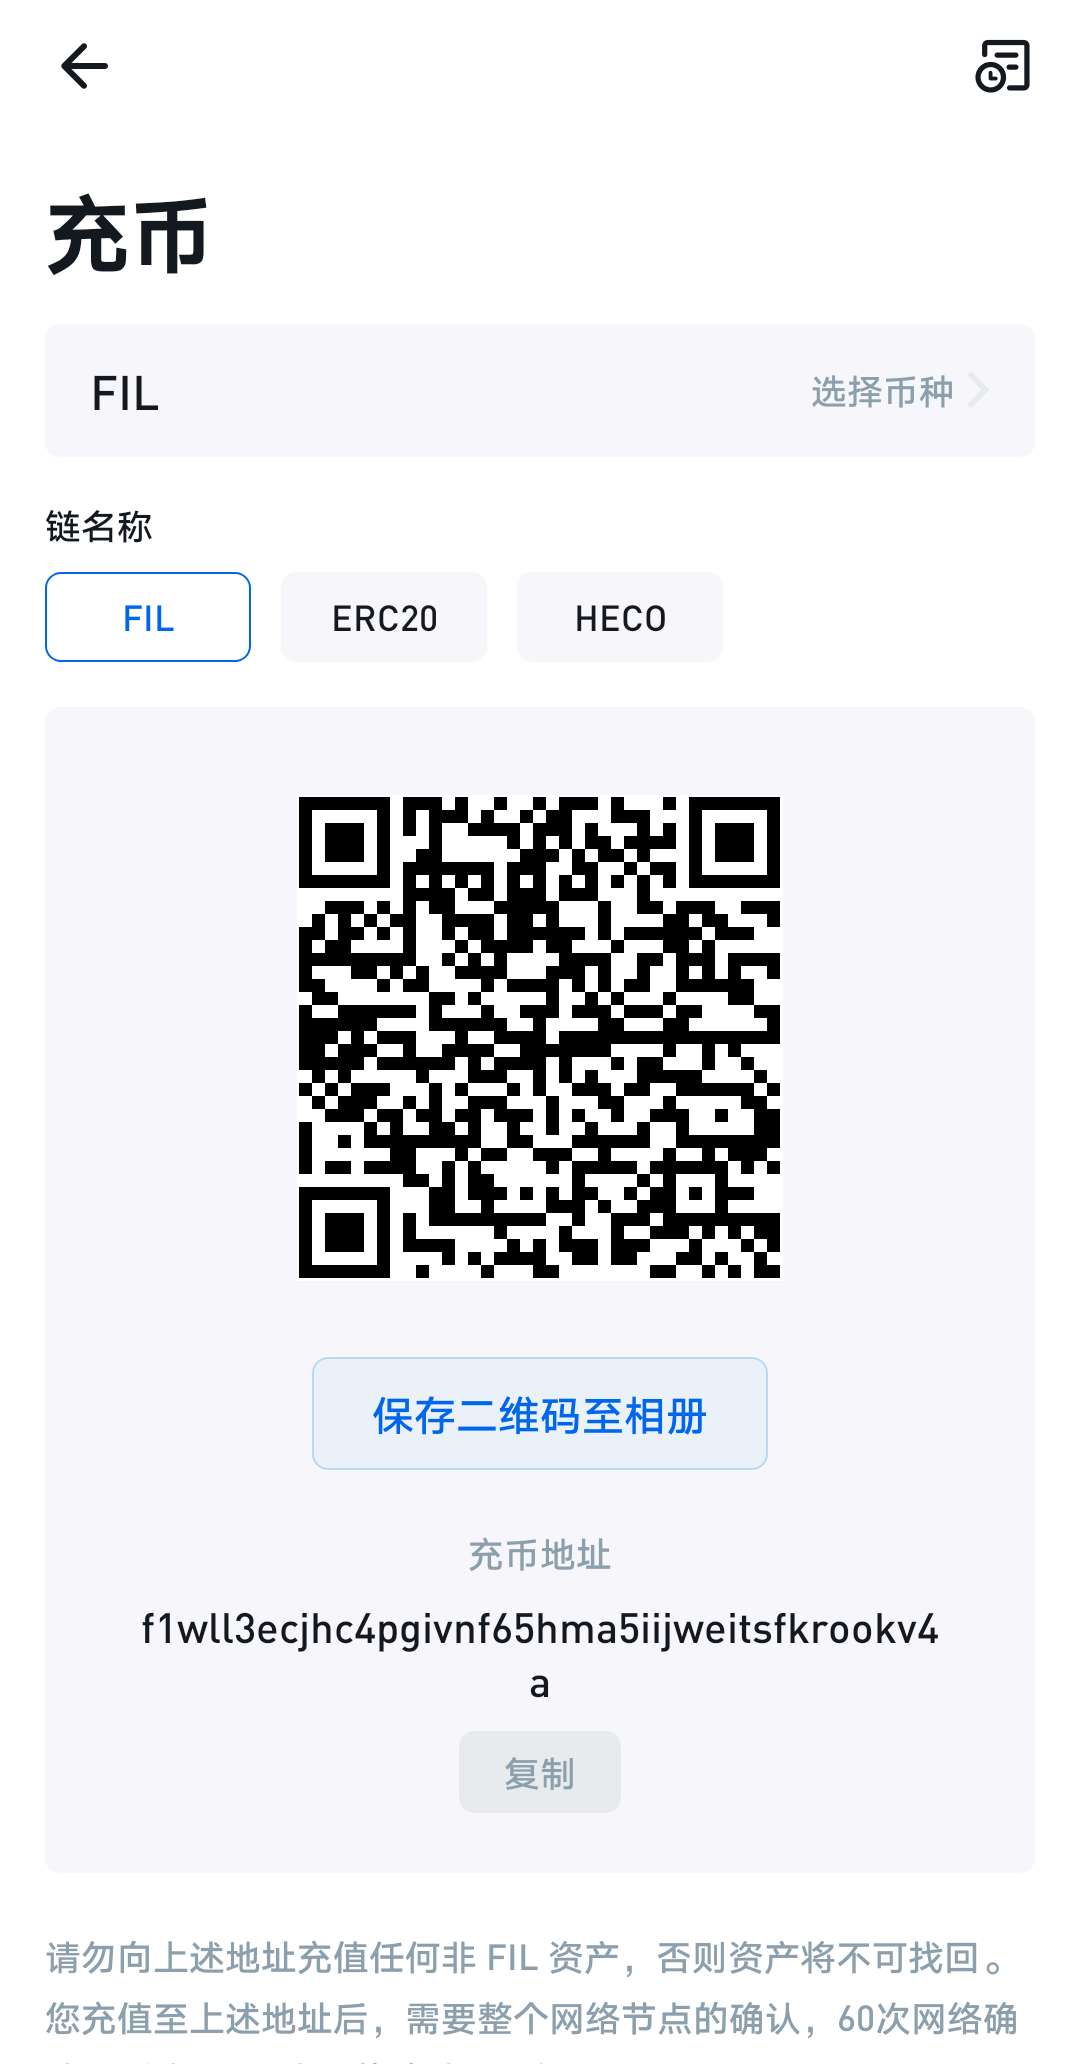 充币
FIL 选择币种
链名称
FIL ERC20 HECO
保存二维码至相册
充币地址
f1wll3ecjhc4pgivnf65hma5iijweitsfkrookv4
a
复制
请勿向上述地址充值任何非 FIL 资产，否则资产将不可找回。
您充值至上述地址后，需要整个网络节点的确认，60次网络确